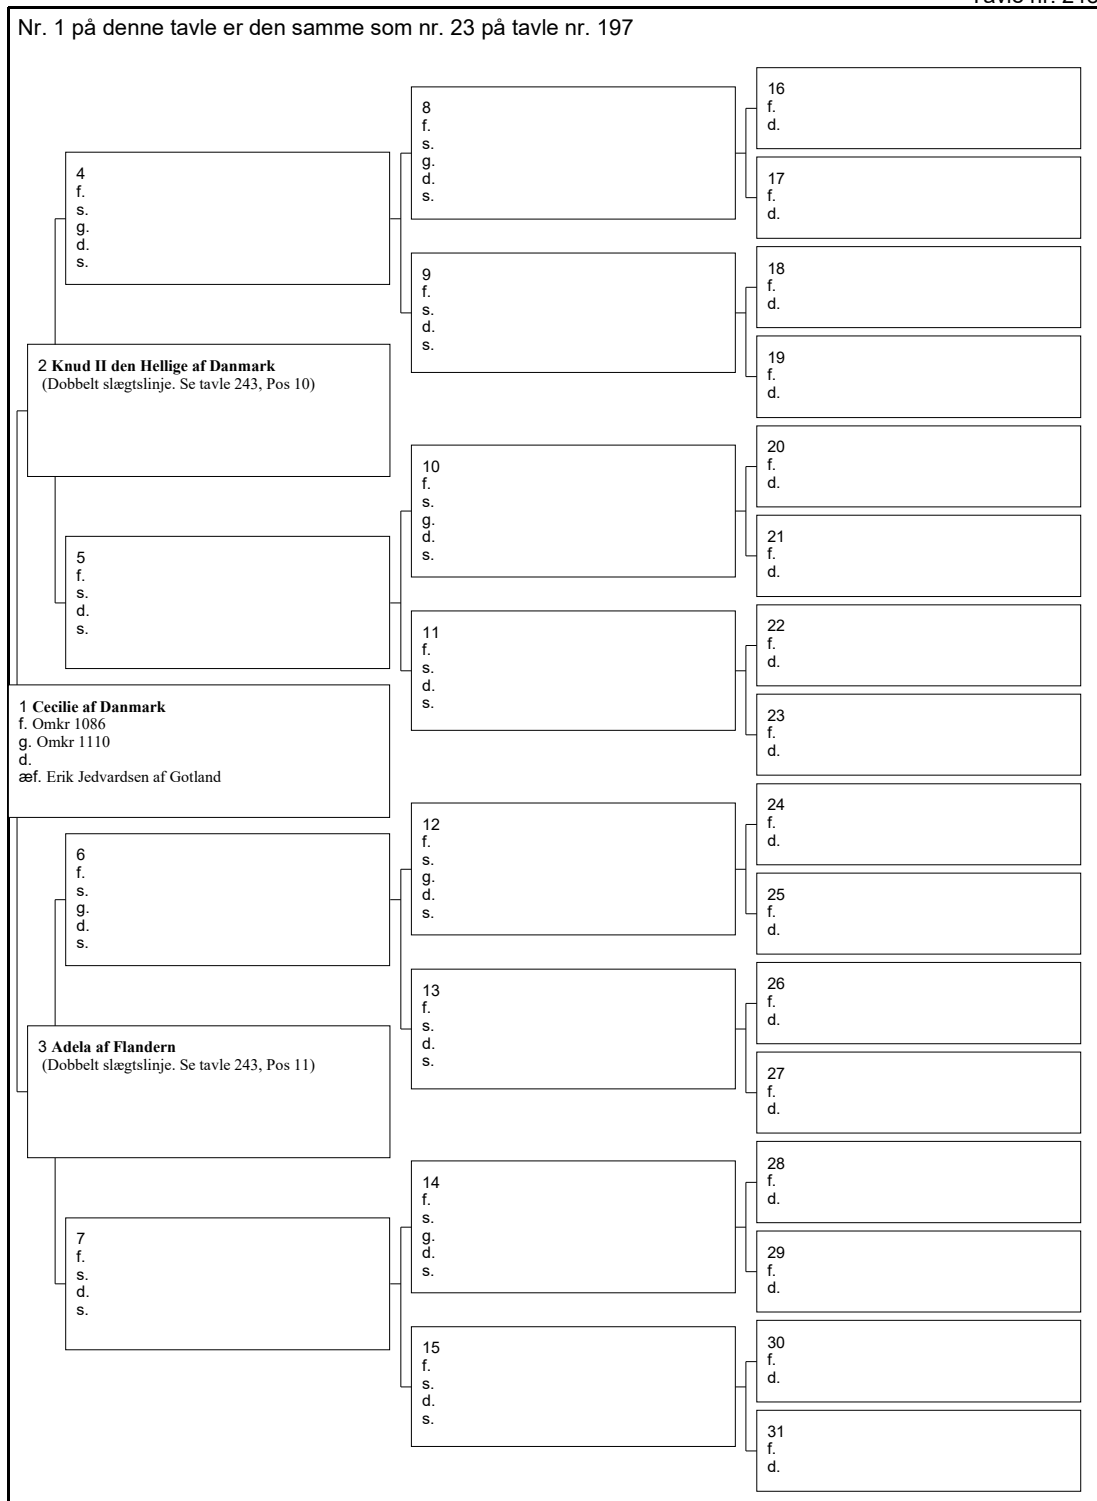 Nr. 1 på denne tavle er den samme som nr. 23 på tavle nr. 197
16
f.
d.
8
f.
s.
g.
d.
s.
17
f.
d.
4
f.
s.
g.
d.
s.
18
f.
d.
9
f.
s.
d.
s.
19
f.
d.
2 Knud II den Hellige af Danmark
(Dobbelt slægtslinje. Se tavle 243, Pos 10)
20
f.
d.
10
f.
s.
g.
d.
s.
21
f.
d.
5
f.
s.
d.
s.
22
f.
d.
11
f.
s.
d.
s.
23
f.
d.
1 Cecilie af Danmark
f. Omkr 1086
g. Omkr 1110
d.
æf. Erik Jedvardsen af Gotland
24
f.
d.
12
f.
s.
g.
d.
s.
25
f.
d.
6
f.
s.
g.
d.
s.
26
f.
d.
13
f.
s.
d.
s.
27
f.
d.
3 Adela af Flandern
(Dobbelt slægtslinje. Se tavle 243, Pos 11)
28
f.
d.
14
f.
s.
g.
d.
s.
29
f.
d.
7
f.
s.
d.
s.
30
f.
d.
15
f.
s.
d.
s.
31
f.
d.